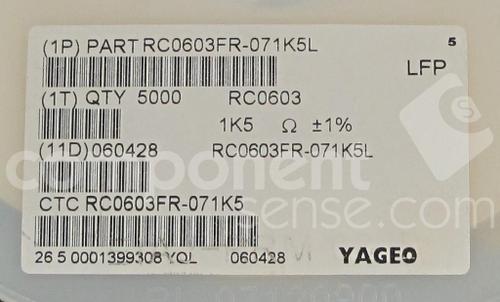 (1P) PART RC0603FR-071K5L
5
LFP
(1T) QTY 5000 RC0603
1K5 Ω ±1%
(11D) 060428 RC0603FR-071K5L
CTC RC0603FR-071K5
26 5 0001399308 YQL 060428 YAGEO
component
sense.com